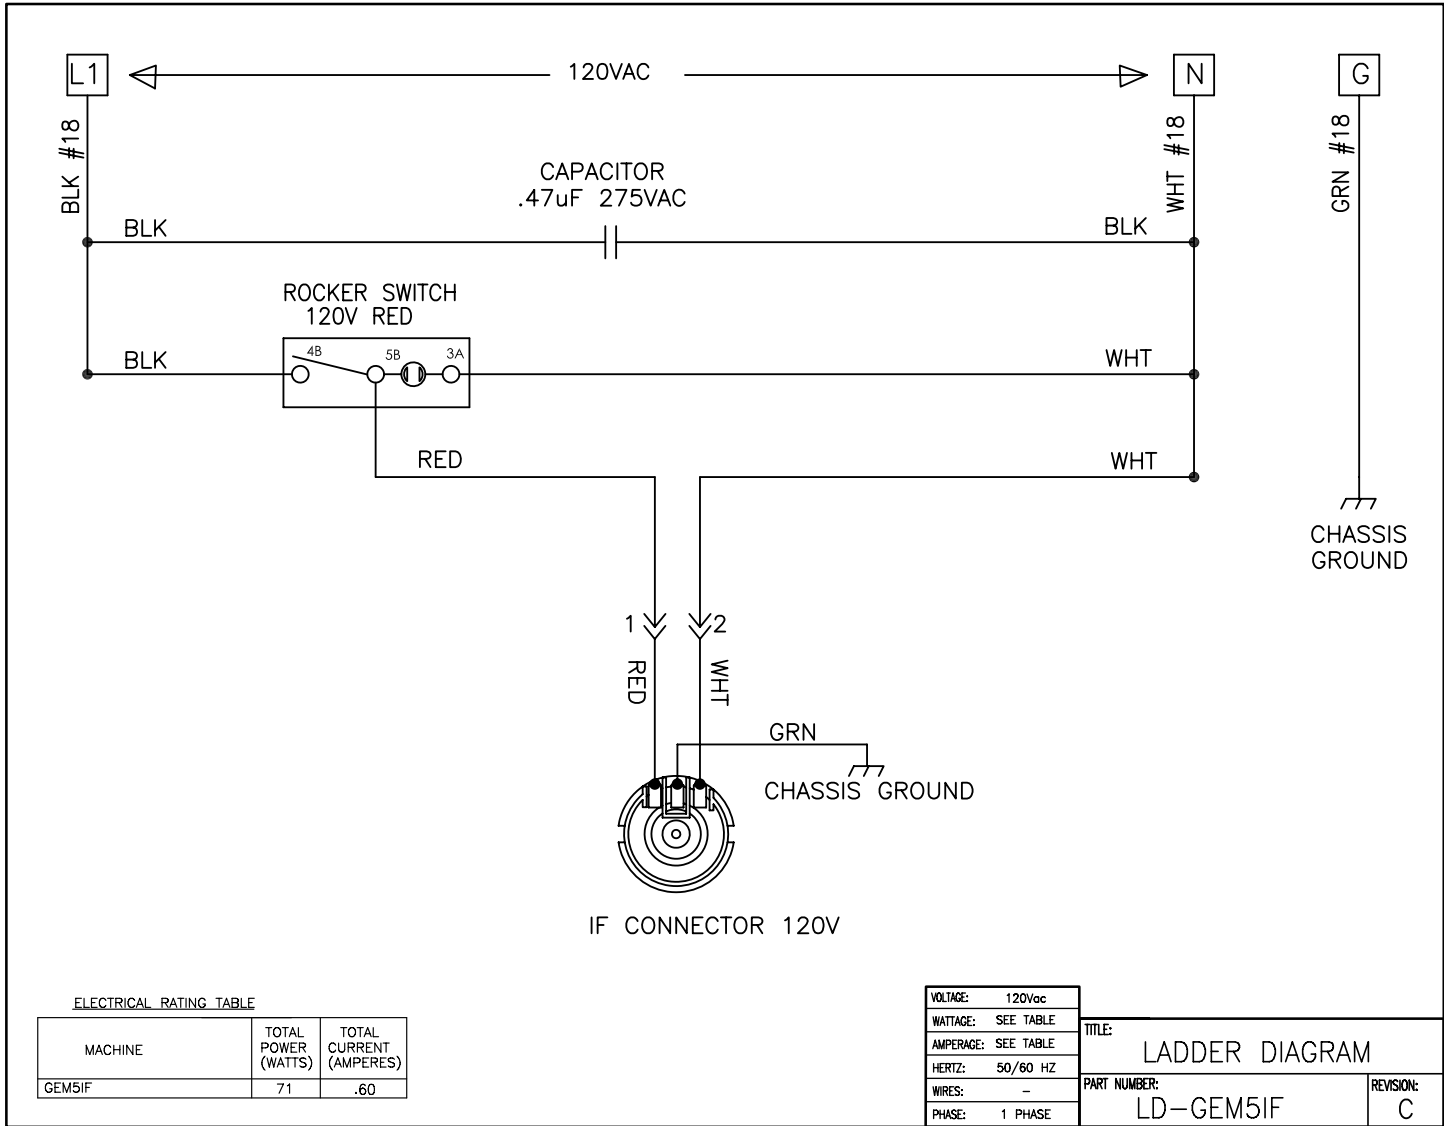 L1
120VAC
N
G
BLK #18
WHT #18
GRN #18
CAPACITOR
.47uF 275VAC
BLK
BLK
ROCKER SWITCH
120V RED
4B
5B
3A
BLK
WHT
RED
WHT
CHASSIS
GROUND
1
2
RED
WHT
GRN
CHASSIS GROUND
IF CONNECTOR 120V
ELECTRICAL RATING TABLE
MACHINE
TOTAL
POWER
(WATTS)
TOTAL
CURRENT
(AMPERES)
GEM5IF
71
.60
VOLTAGE: 120Vac
WATTAGE: SEE TABLE
AMPERAGE: SEE TABLE
HERTZ: 50/60 HZ
WIRES: –
PHASE: 1 PHASE
TITLE:
LADDER DIAGRAM
PART NUMBER:
LD-GEM5IF
REVISION:
C